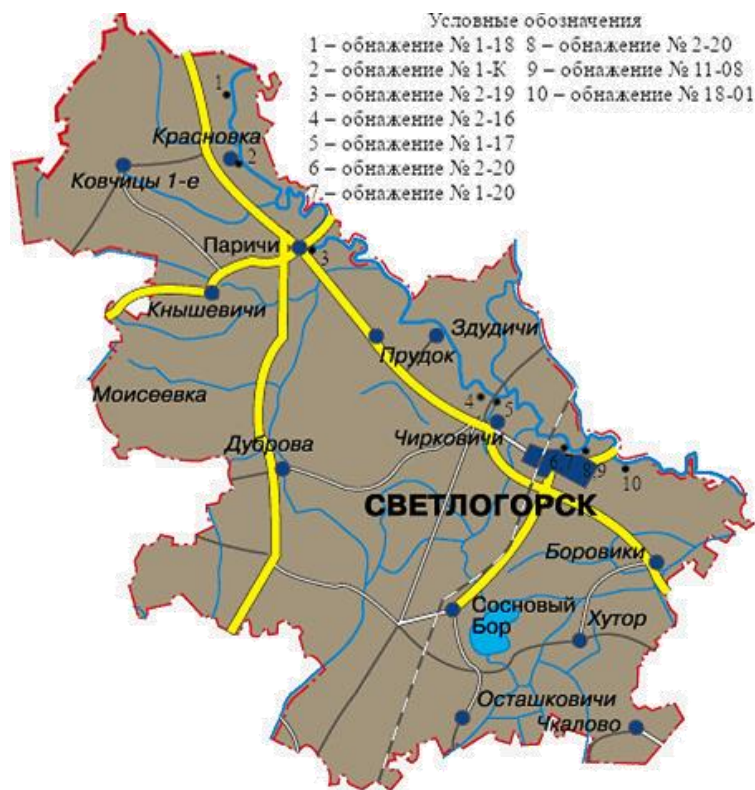 Условные обозначения
1 – обнажение № 1-18 8 – обнажение № 2-20
2 – обнажение № 1-К 9 – обнажение № 11-08
3 – обнажение № 2-19 10 – обнажение № 18-01
4 – обнажение № 2-16
5 – обнажение № 1-17
6 – обнажение № 2-20
7 – обнажение № 1-20
1
Красновка
2
Ковчицы 1-е
Паричи
3
Кнышевичи
Здудичи
Прудок
Моисеевка
4
5
Чирковичи
Дуброва
6,7
8,9
10
СВЕТЛОГОРСК
Боровики
Сосновый
Бор
Хутор
Осташковичи
Чкалово